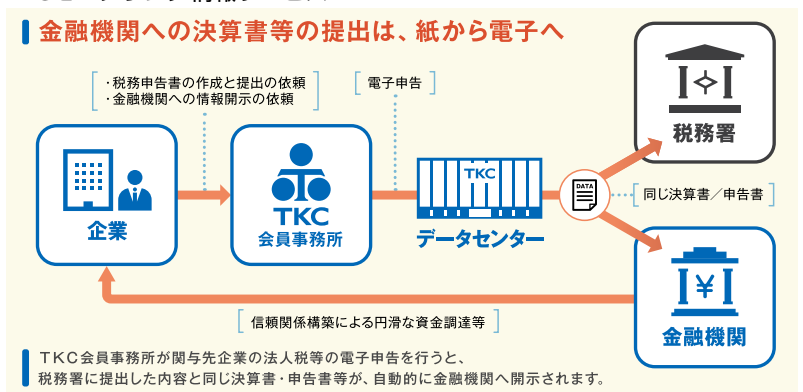 金融機関への決算書等の提出は、紙から電子へ
・税務申告書の作成と提出の依頼
・金融機関への情報開示の依頼
電子申告
税務署
TKC
DATA
同じ決算書／申告書
企業
TKC
会員事務所
データセンター
¥
金融機関
信頼関係構築による円滑な資金調達等
TKC会員事務所が関与先企業の法人税等の電子申告を行うと、
税務署に提出した内容と同じ決算書・申告書等が、自動的に金融機関へ開示されます。